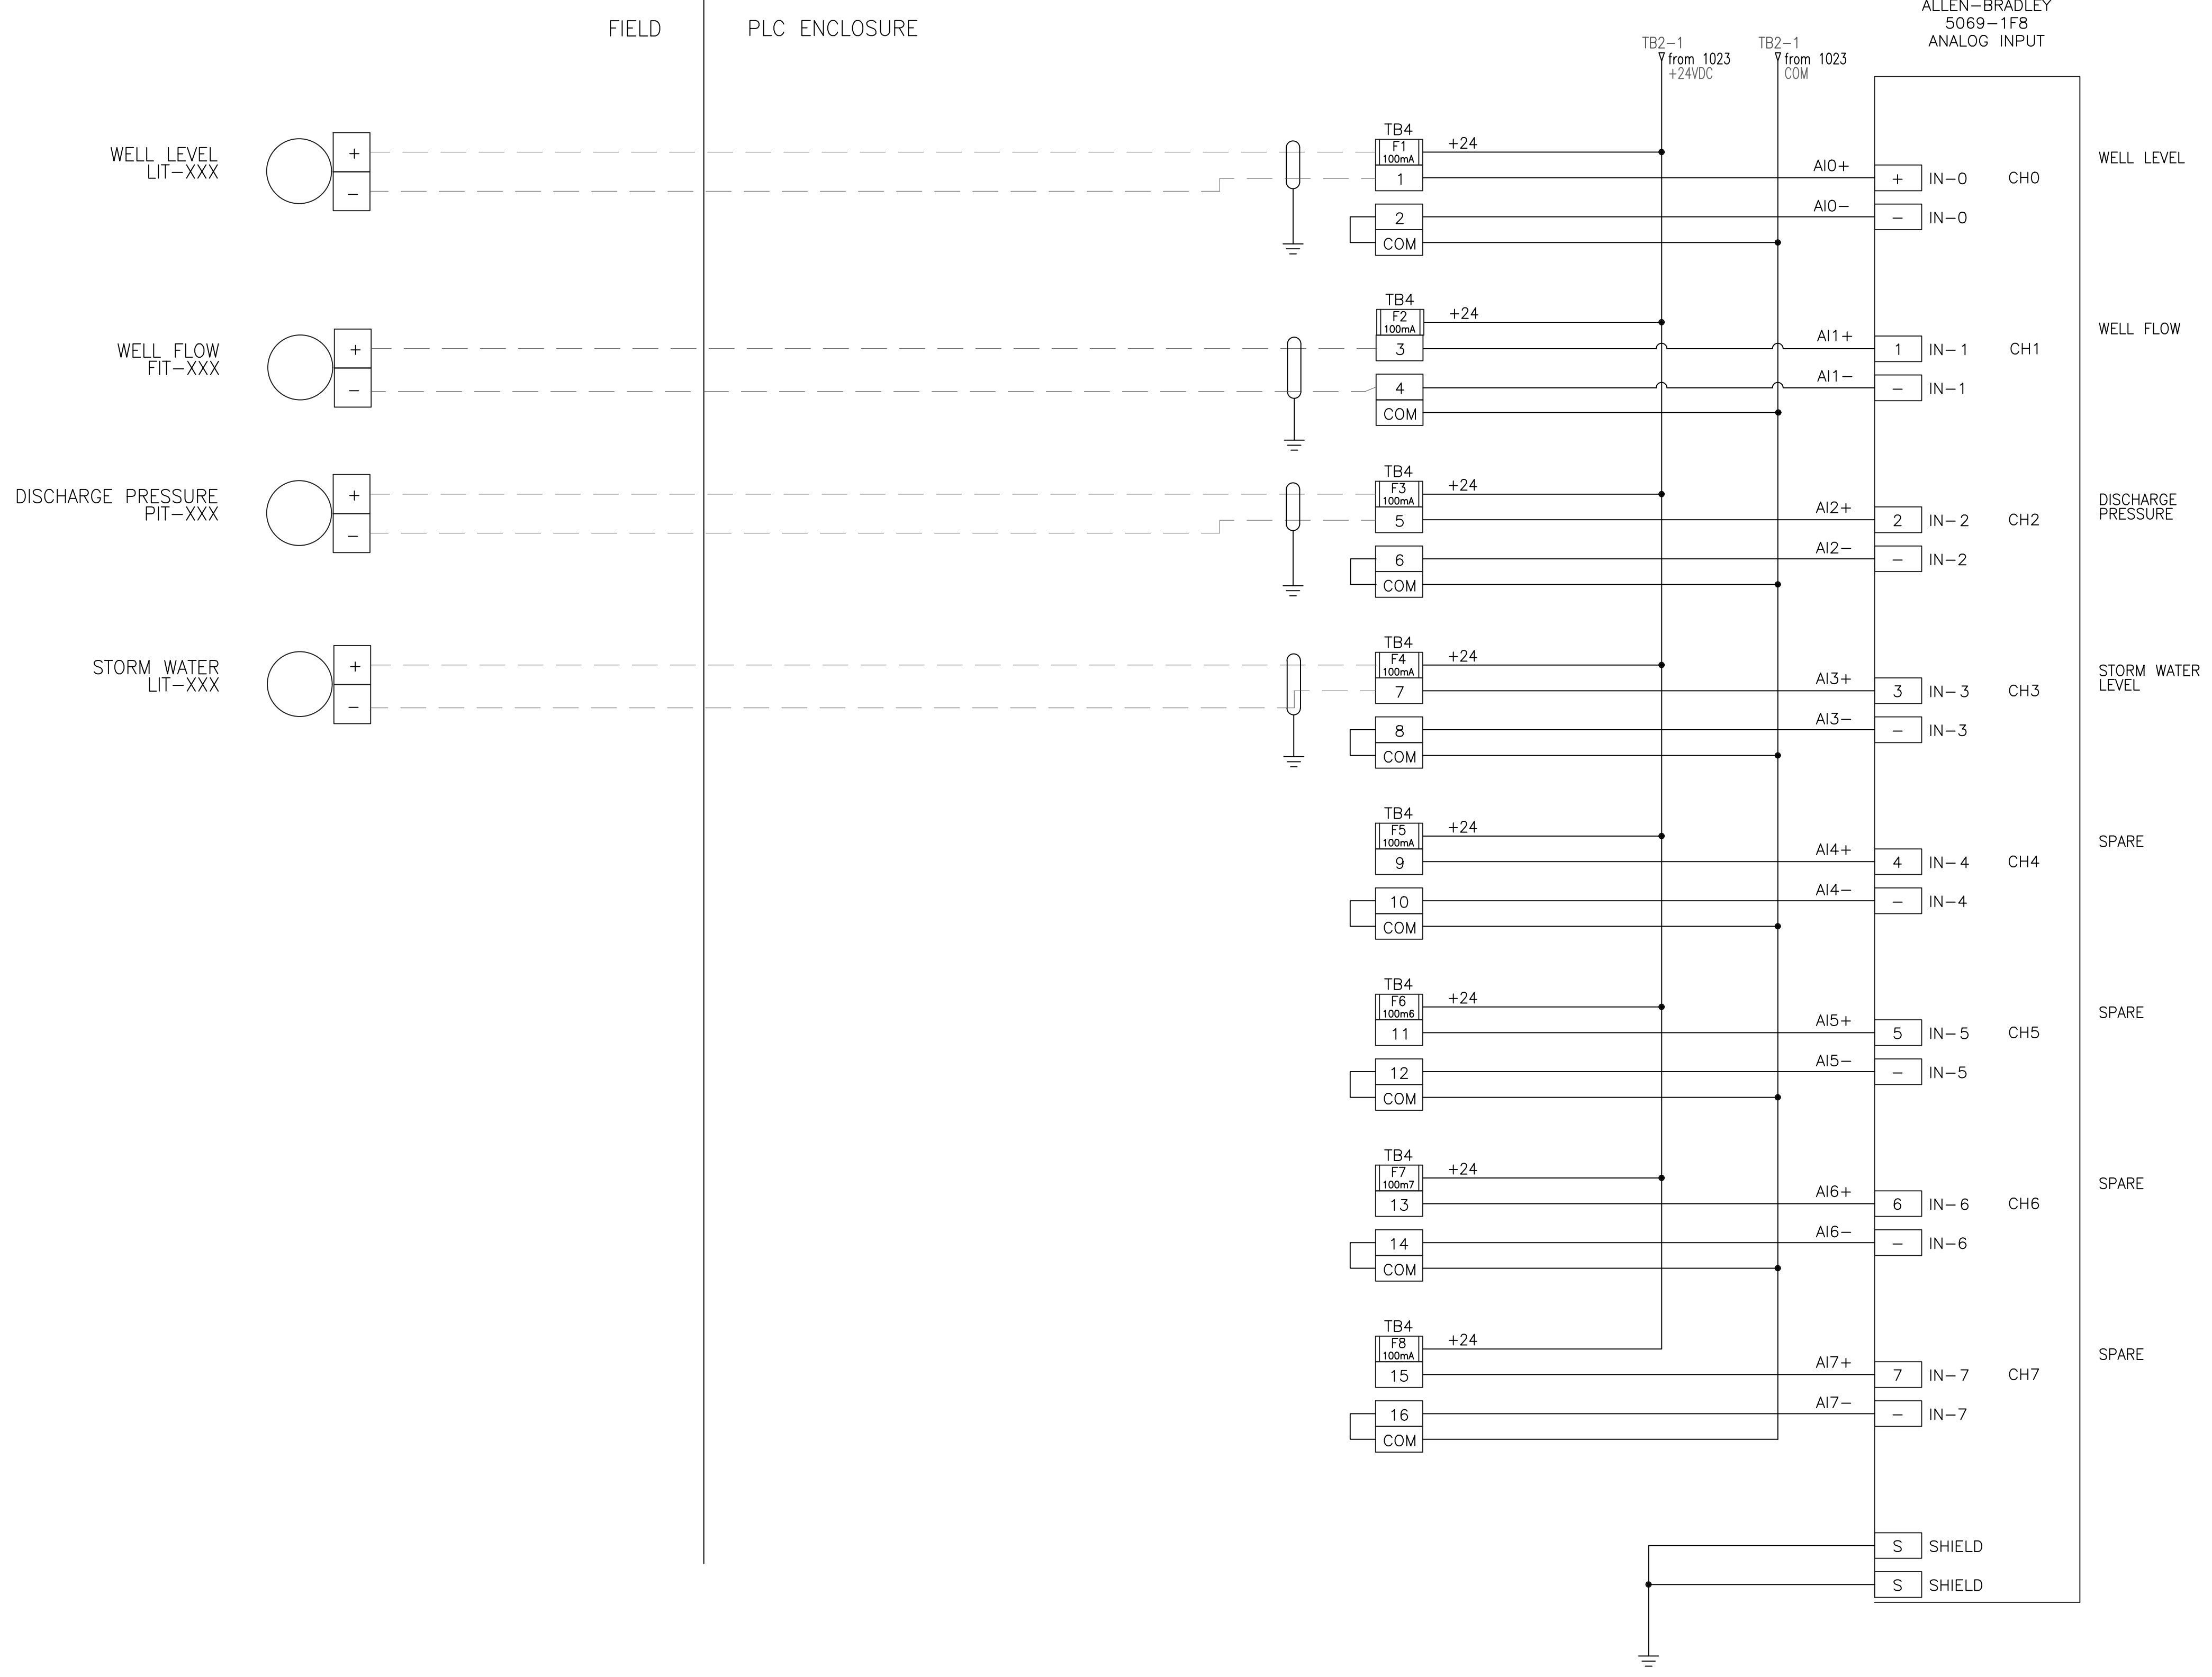 FIELD
PLC ENCLOSURE
ALLEN-BRADLEY
5069-1F8
ANALOG INPUT
TB2-1
from 1023
+24VDC
TB2-1
from 1023
COM
WELL LEVEL
LIT-XXX
+
-
TB4
F1
100mA
+24
1
AI0+
+
IN-0
CH0
WELL LEVEL
2
AI0-
-
IN-0
COM
WELL FLOW
FIT-XXX
+
-
TB4
F2
100mA
+24
3
AI1+
1
IN-1
CH1
WELL FLOW
4
AI1-
-
IN-1
COM
DISCHARGE PRESSURE
PIT-XXX
+
-
TB4
F3
100mA
+24
5
AI2+
2
IN-2
CH2
DISCHARGE
PRESSURE
6
AI2-
-
IN-2
COM
STORM WATER
LIT-XXX
+
-
TB4
F4
100mA
+24
7
AI3+
3
IN-3
CH3
STORM WATER
LEVEL
8
AI3-
-
IN-3
COM
TB4
F5
100mA
+24
9
AI4+
4
IN-4
CH4
SPARE
10
AI4-
-
IN-4
COM
TB4
F6
100m6
+24
11
AI5+
5
IN-5
CH5
SPARE
12
AI5-
-
IN-5
COM
TB4
F7
100m7
+24
13
AI6+
6
IN-6
CH6
SPARE
14
AI6-
-
IN-6
COM
TB4
F8
100mA
+24
15
AI7+
7
IN-7
CH7
SPARE
16
AI7-
-
IN-7
COM
S
SHIELD
S
SHIELD